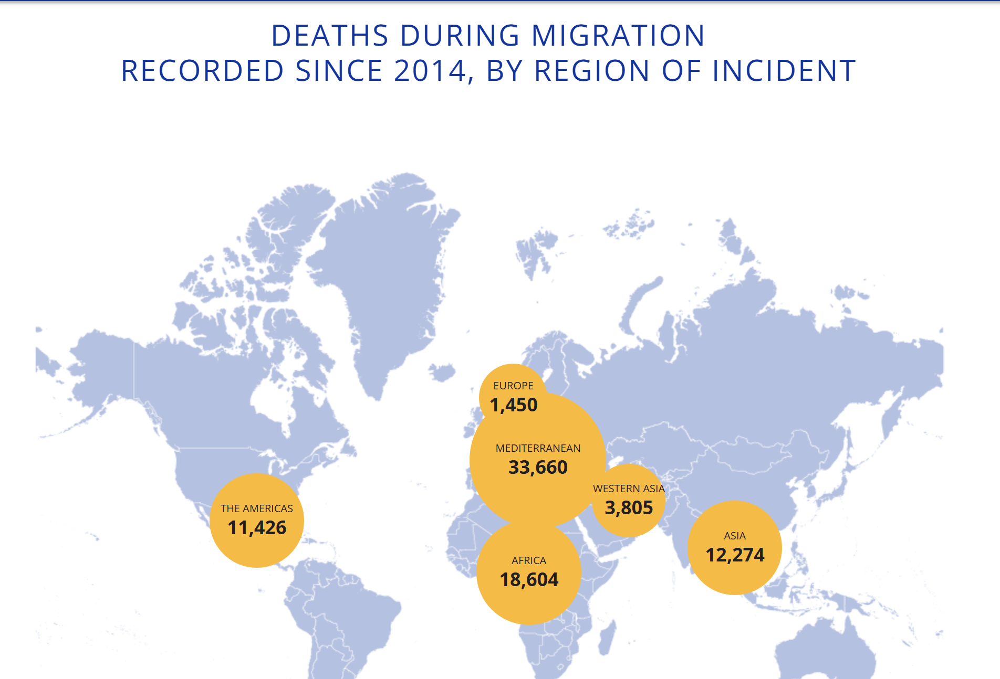 DEATHS DURING MIGRATION
RECORDED SINCE 2014, BY REGION OF INCIDENT
EUROPE
1,450
MEDITERRANEAN
33,660
WESTERN ASIA
3,805
THE AMERICAS
11,426
ASIA
12,274
AFRICA
18,604